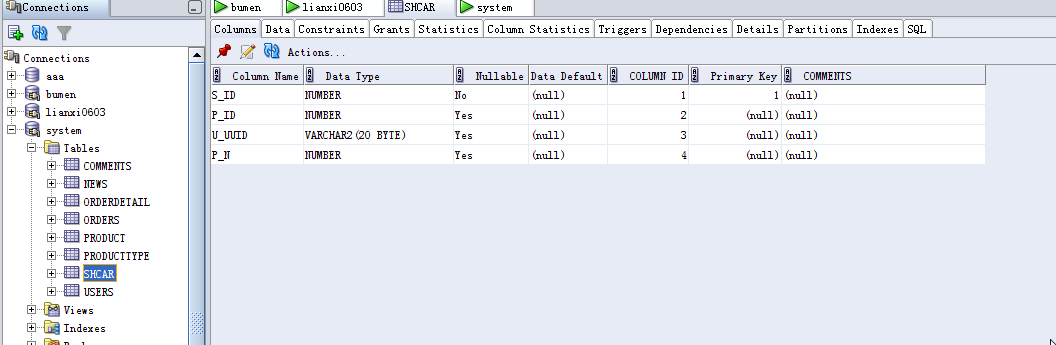 Connections
bumen lianxi0603 SHCAR system
Columns Data Constraints Grants Statistics Column Statistics Triggers Dependencies Details Partitions Indexes SQL
Actions...
Connections
aaa
bumen
lianxi0603
system
Tables
COMMENTS
NEWS
ORDERDETAIL
ORDERS
PRODUCT
PRODUCTTYPE
SHCAR
USERS
Views
Indexes
Column Name Data Type Nullable Data Default COLUMN ID Primary Key COMMENTS
S_ID NUMBER No (null) 1 1 (null)
P_ID NUMBER Yes (null) 2 (null) (null)
U_UUID VARCHAR2(20 BYTE) Yes (null) 3 (null) (null)
P_N NUMBER Yes (null) 4 (null) (null)